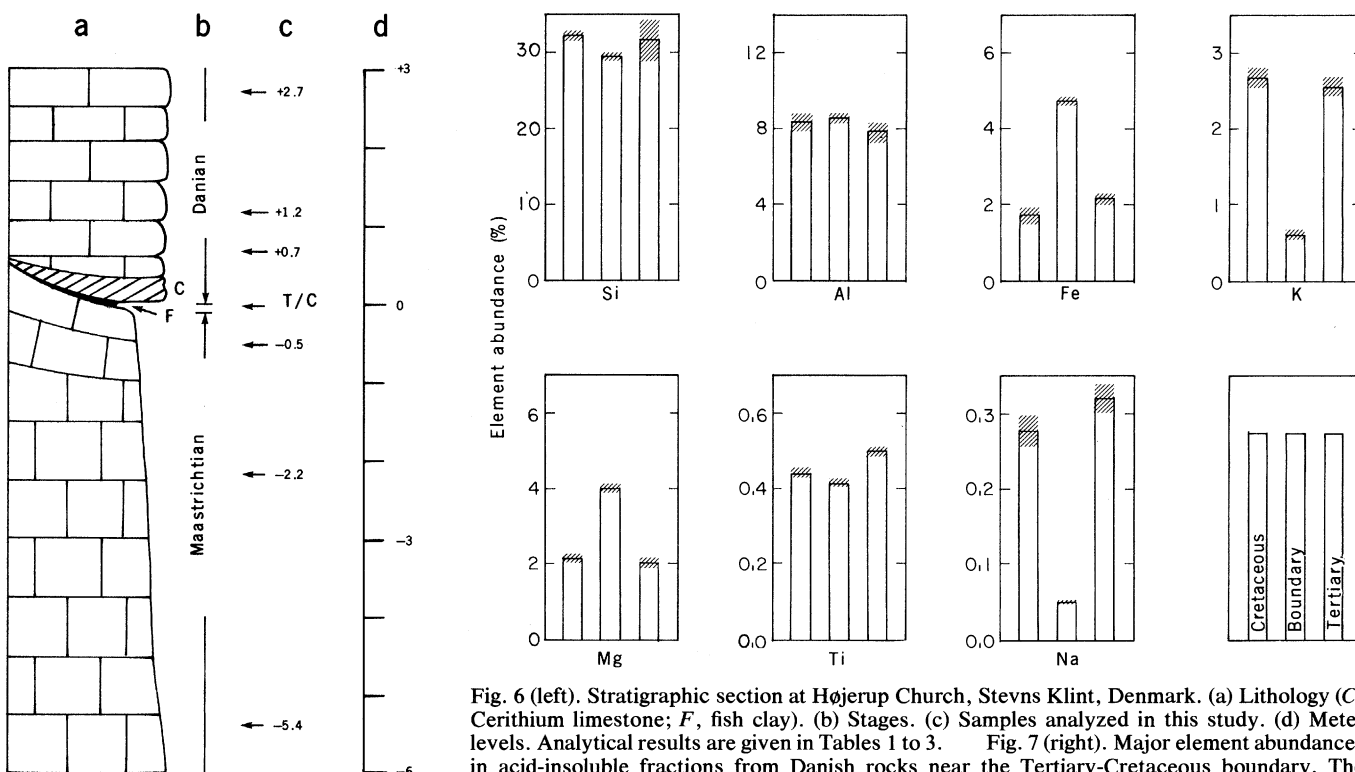 a b c d
+3
+2.7
Danian
+1.2
+0.7
C
T/C
0
F
-0.5
Maastrichtian
-2.2
-3
-5.4
Element abundance (%)
30
20
10
0
Si
12
8
4
0
Al
6
4
2
0
Fe
3
2
1
0
K
6
4
2
0
Mg
0.6
0.4
0.2
0.0
Ti
0.3
0.2
0.1
0.0
Na
Cretaceous
Boundary
Tertiary
Fig. 6 (left). Stratigraphic section at Højerup Church, Stevns Klint, Denmark. (a) Lithology (C
Cerithium limestone; F, fish clay). (b) Stages. (c) Samples analyzed in this study. (d) Mete
levels. Analytical results are given in Tables 1 to 3. Fig. 7 (right). Major element abundance
in acid-insoluble fractions from Danish rocks near the Tertiary-Cretaceous boundary. The